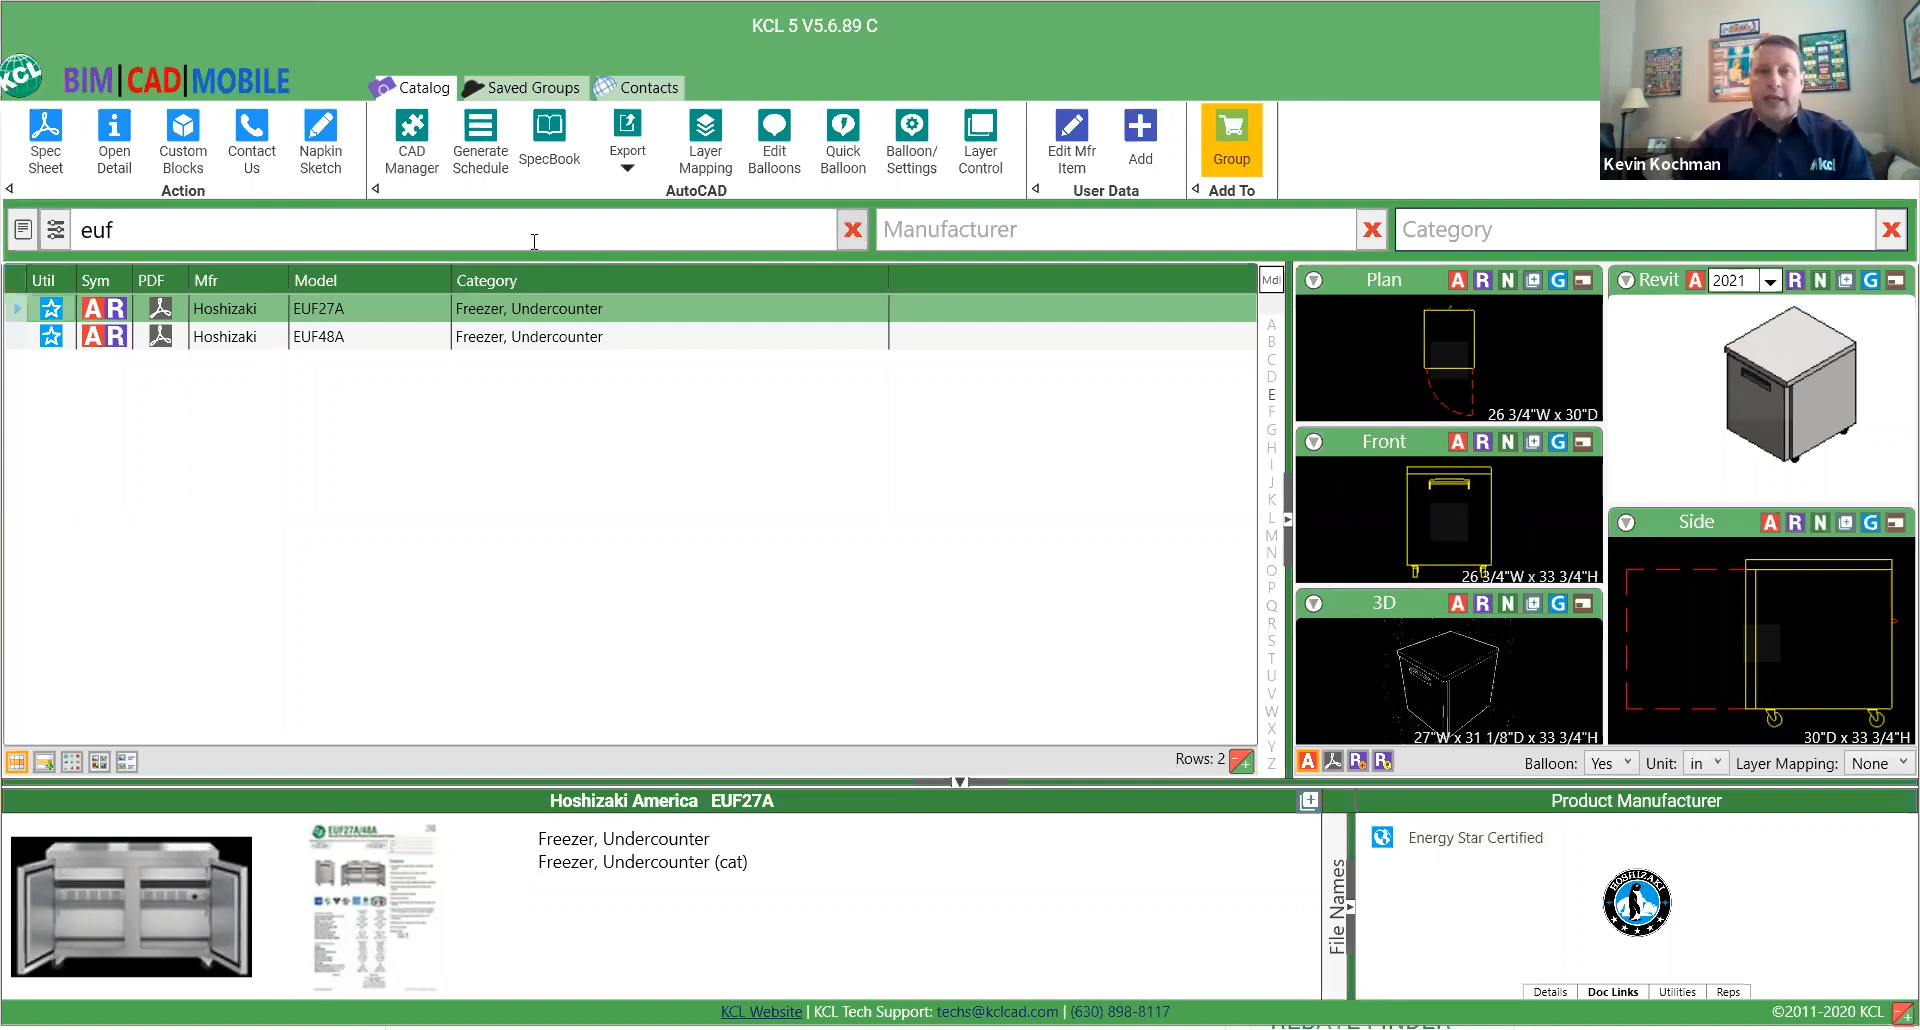 KCL 5 V5.6.89 C
KCL
BIM|CAD|MOBILE
Catalog
Saved Groups
Contacts
Spec Sheet
Open Detail
Custom Blocks
Contact Us
Napkin Sketch
CAD Manager
Generate Schedule
SpecBook
Export
Layer Mapping
Edit Balloons
Quick Balloon
Balloon/ Settings
Layer Control
Edit Mfr Item
Add
Group
Action
AutoCAD
User Data
Add To
kcl
Kevin Kochman
euf
Manufacturer
Category
Util Sym PDF Mfr Model Category
A R Hoshizaki EUF27A Freezer, Undercounter
A R Hoshizaki EUF48A Freezer, Undercounter
Mdl
A
B
C
D
E
F
G
H
I
J
K
L
M
N
O
P
Q
R
S
T
U
V
W
X
Y
Z
Plan A R N G
26 3/4"W x 30"D
Revit A 2021 R N G
Front A R N G
26 3/4"W x 33 3/4"H
Side A R N G
30"D x 33 3/4"H
3D A R N G
27"W x 31 1/8"D x 33 3/4"H
Rows: 2
A R R
Balloon: Yes Unit: in Layer Mapping: None
Hoshizaki America EUF27A
Product Manufacturer
EUF27A/48A
Freezer, Undercounter
Freezer, Undercounter (cat)
File Names
Energy Star Certified
HOSHIZAKI
Details Doc Links Utilities Reps
KCL Website | KCL Tech Support: techs@kclcad.com | (630) 898-8117
©2011-2020 KCL